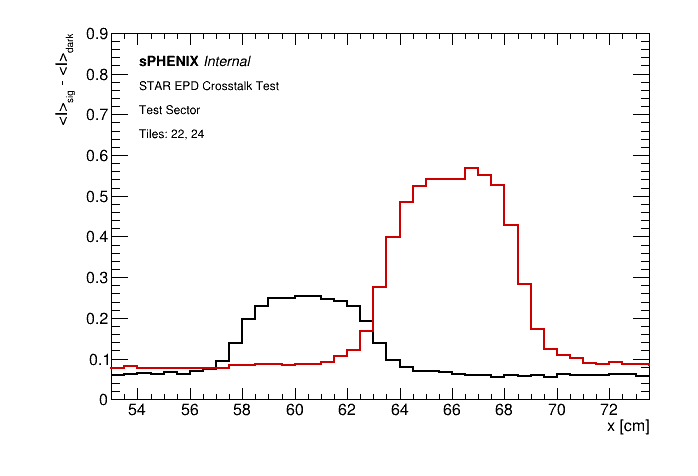 0.9
0.8
0.7
0.6
0.5
0.4
0.3
0.2
0.1
0
<I>sig - <I>dark
sPHENIX Internal
STAR EPD Crosstalk Test
Test Sector
Tiles: 22, 24
54 56 58 60 62 64 66 68 70 72
x [cm]